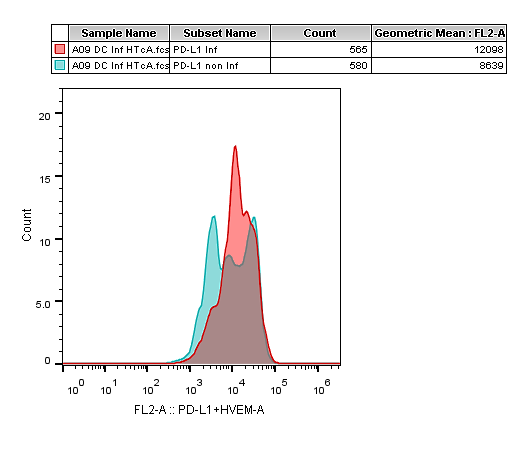 Sample Name Subset Name Count Geometric Mean : FL2-A
A09 DC Inf HTcA.fcs PD-L1 Inf 565 12098
A09 DC Inf HTcA.fcs PD-L1 non Inf 580 8639
20
15
10
5.0
0
Count
10^0 10^1 10^2 10^3 10^4 10^5 10^6
FL2-A :: PD-L1+HVEM-A